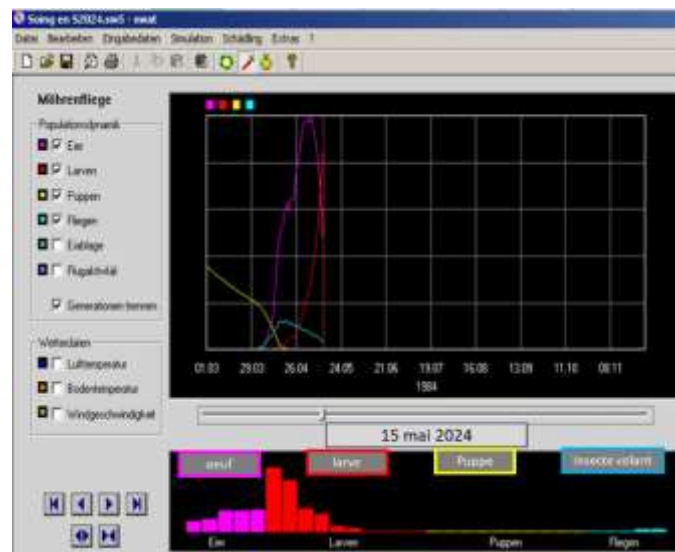 Soing en S2024.sw5 - swat
Datei Bearbeiten Eingabedaten Simulation Schädling Extras ?
Möhrenfliege
Populationsdynamik
Eier
Larven
Puppen
Fliegen
Eiablage
Flugaktivität
Generationen trennen
Wetterdaten
Lufttemperatur
Bodentemperatur
Windgeschwindigkeit
01.03 29.03 26.04 24.05 21.06 19.07 16.08 13.09 11.10 08.11
1984
15 mai 2024
oeuf larve Puppe Insecte volant
Eier Larven Puppen Fliegen